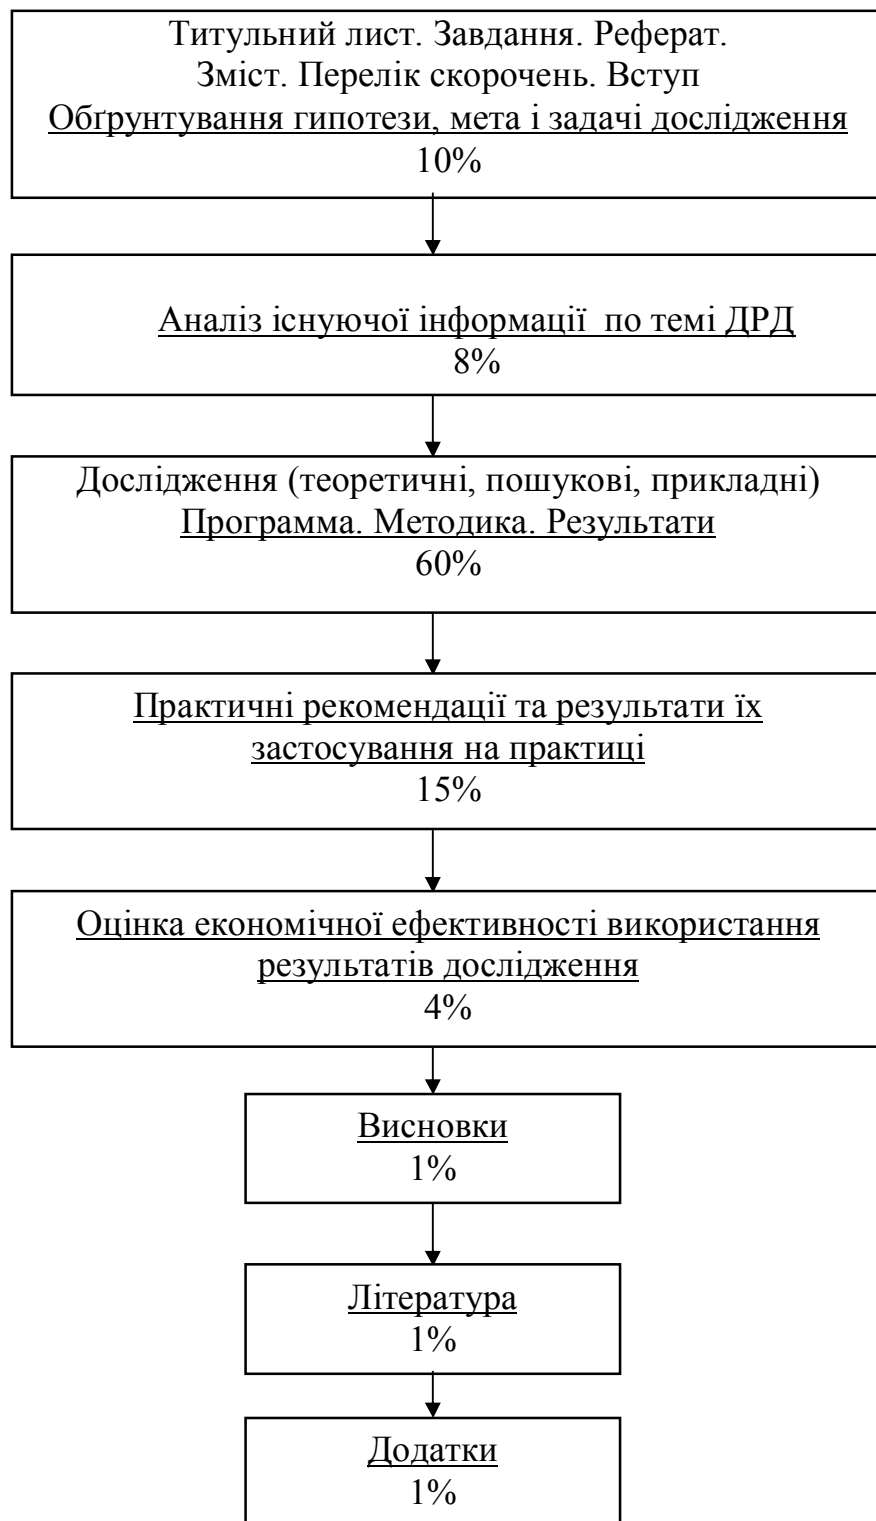 Титульний лист. Завдання. Реферат.
Зміст. Перелік скорочень. Вступ
Обґрунтування гипотези, мета і задачі дослідження
10%
Аналіз існуючої інформації по темі ДРД
8%
Дослідження (теоретичні, пошукові, прикладні)
Программа. Методика. Результати
60%
Практичні рекомендації та результати їх
застосування на практиці
15%
Оцінка економічної ефективності використання
результатів дослідження
4%
Висновки
1%
Література
1%
Додатки
1%